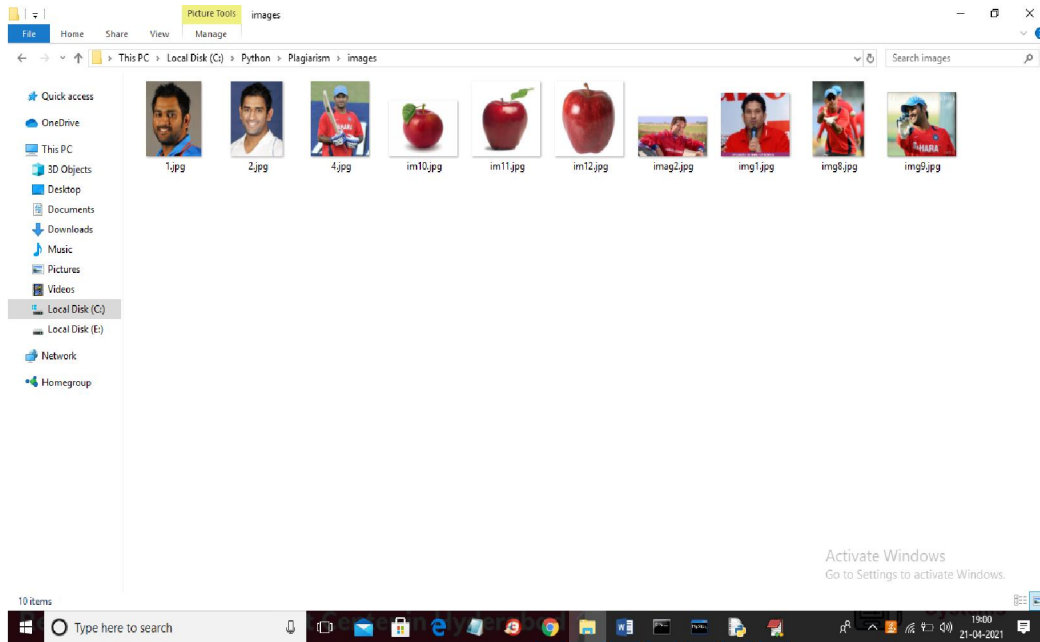 Picture Tools images
File Home Share View Manage
This PC Local Disk (C:) Python Plagiarism images
Search images
Quick access
OneDrive
This PC
3D Objects
Desktop
Documents
Downloads
Music
Pictures
Videos
Local Disk (C:)
Local Disk (E:)
Network
Homegroup
1.jpg 2.jpg 4.jpg im10.jpg im11.jpg im12.jpg imag2.jpg img1.jpg img8.jpg img9.jpg
SAHARA
Activate Windows
Go to Settings to activate Windows.
10 items
Type here to search
19:00
21-04-2021